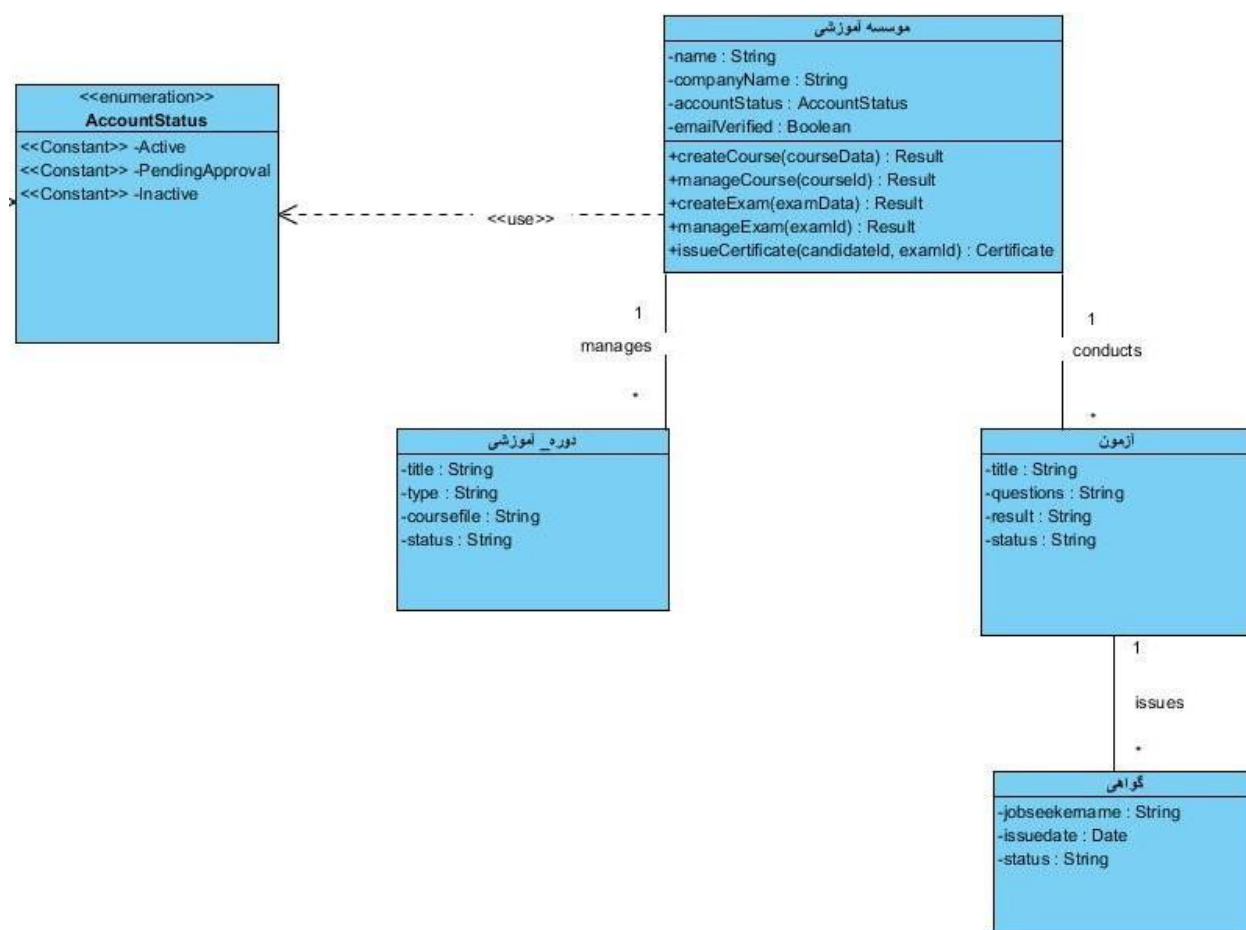 موسسه آموزشی
-name : String
-companyName : String
-accountStatus : AccountStatus
-emailVerified : Boolean
+createCourse(courseData) : Result
+manageCourse(courseId) : Result
+createExam(examData) : Result
+manageExam(examId) : Result
+issueCertificate(candidateId, examId) : Certificate
<<enumeration>>
AccountStatus
<<Constant>> -Active
<<Constant>> -PendingApproval
<<Constant>> -Inactive
<<use>>
1
manages
*
1
conducts
*
دوره_ آموزشی
-title : String
-type : String
-coursefile : String
-status : String
آزمون
-title : String
-questions : String
-result : String
-status : String
1
issues
*
گواهی
-jobseekername : String
-issuedate : Date
-status : String